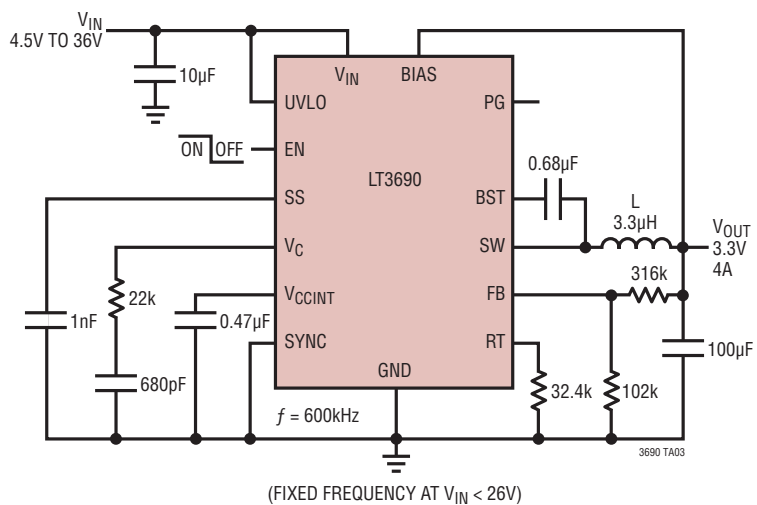 VIN
4.5V TO 36V
10µF
VIN
BIAS
UVLO
PG
ON
OFF
EN
LT3690
0.68µF
SS
BST
L
3.3µH
VC
SW
VOUT
3.3V
4A
22k
VCCINT
FB
316k
1nF
0.47µF
SYNC
RT
100µF
680pF
GND
32.4k
102k
f = 600kHz
3690 TA03
(FIXED FREQUENCY AT VIN < 26V)